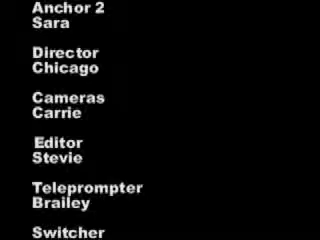 Anchor 2
Sara
Director
Chicago
Cameras
Carrie
Editor
Stevie
Teleprompter
Brailey
Switcher